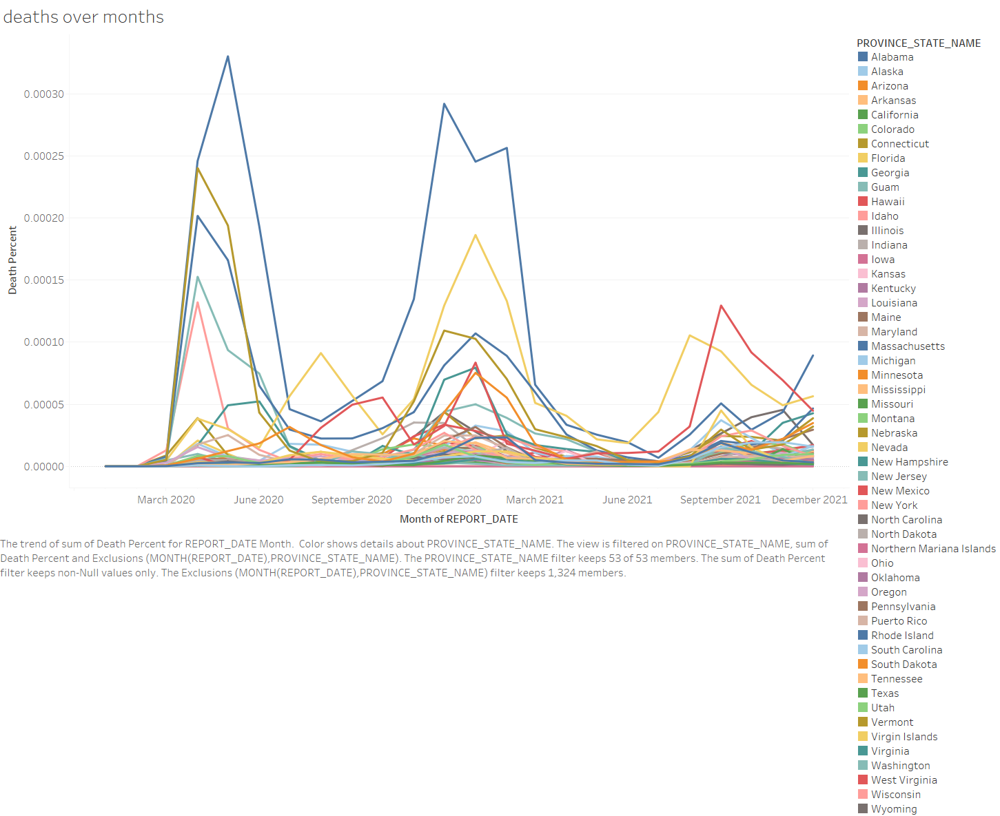 deaths over months
PROVINCE_STATE_NAME
Alabama
Alaska
Arizona
Arkansas
California
Colorado
Connecticut
Florida
Georgia
Guam
Hawaii
Idaho
Illinois
Indiana
Iowa
Kansas
Kentucky
Louisiana
Maine
Maryland
Massachusetts
Michigan
Minnesota
Mississippi
Missouri
Montana
Nebraska
Nevada
New Hampshire
New Jersey
New Mexico
New York
North Carolina
North Dakota
Northern Mariana Islands
Ohio
Oklahoma
Oregon
Pennsylvania
Puerto Rico
Rhode Island
South Carolina
South Dakota
Tennessee
Texas
Utah
Vermont
Virgin Islands
Virginia
Washington
West Virginia
Wisconsin
Wyoming
Death Percent
0.00030
0.00025
0.00020
0.00015
0.00010
0.00005
0.00000
March 2020 June 2020 September 2020 December 2020 March 2021 June 2021 September 2021 December 2021
Month of REPORT_DATE
The trend of sum of Death Percent for REPORT_DATE Month.  Color shows details about PROVINCE_STATE_NAME. The view is filtered on PROVINCE_STATE_NAME, sum of
Death Percent and Exclusions (MONTH(REPORT_DATE),PROVINCE_STATE_NAME). The PROVINCE_STATE_NAME filter keeps 53 of 53 members. The sum of Death Percent
filter keeps non-Null values only. The Exclusions (MONTH(REPORT_DATE),PROVINCE_STATE_NAME) filter keeps 1,324 members.